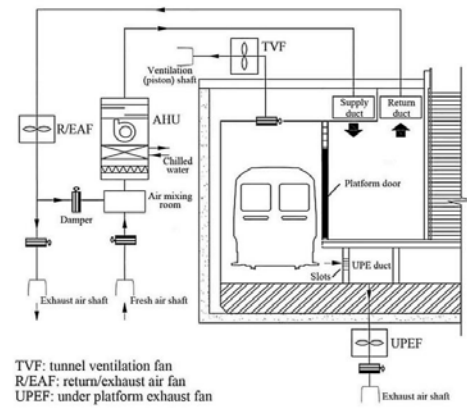 TVF
Ventilation
(piston) shaft
Supply
duct
Return
duct
AHU
R/EAF
Chilled
water
Platform door
Air mixing
room
Damper
Slots
UPE duct
Exhaust air shaft
Fresh air shaft
UPEF
TVF: tunnel ventilation fan
R/EAF: return/exhaust air fan
UPEF: under platform exhaust fan
Exhaust air shaft